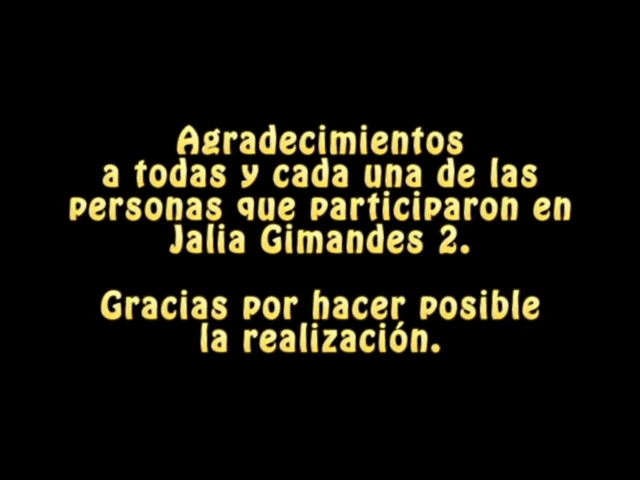 Agradecimientos
a todas y cada una de las
personas que participaron en
Jalia Gimandes 2.
Gracias por hacer posible
la realización.